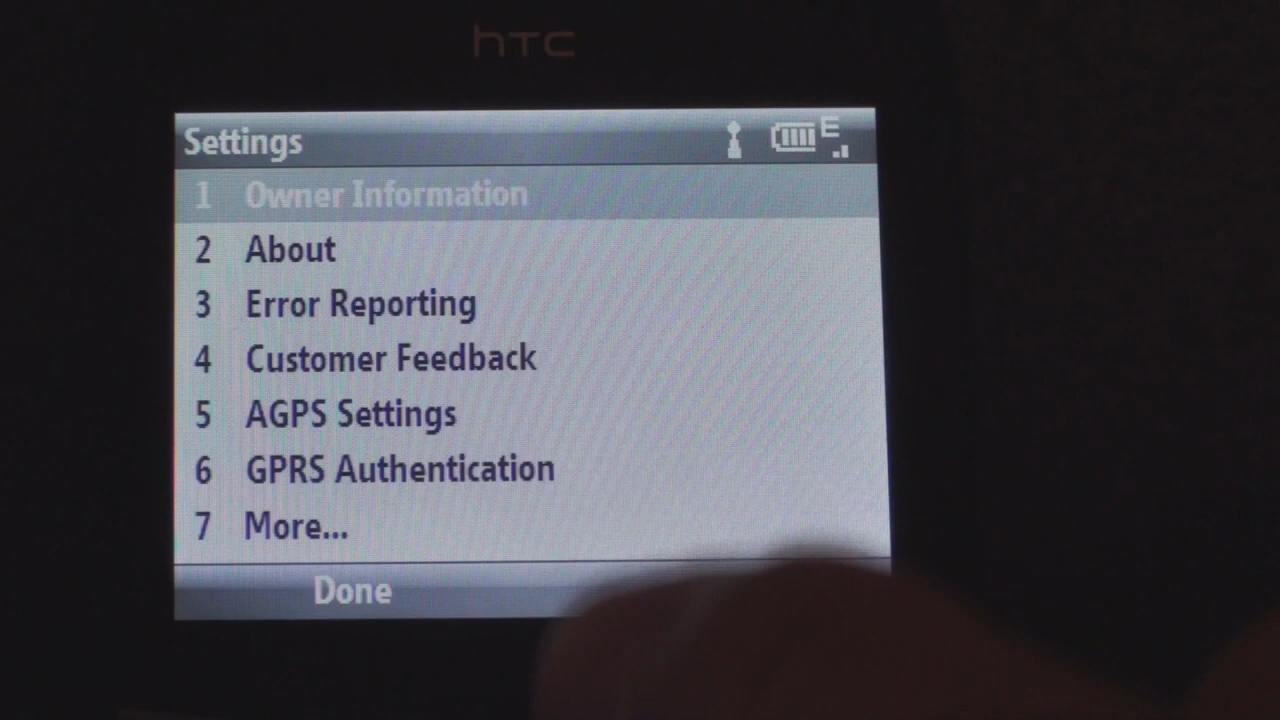 hTC
Settings
E
1 Owner Information
2 About
3 Error Reporting
4 Customer Feedback
5 AGPS Settings
6 GPRS Authentication
7 More...
Done